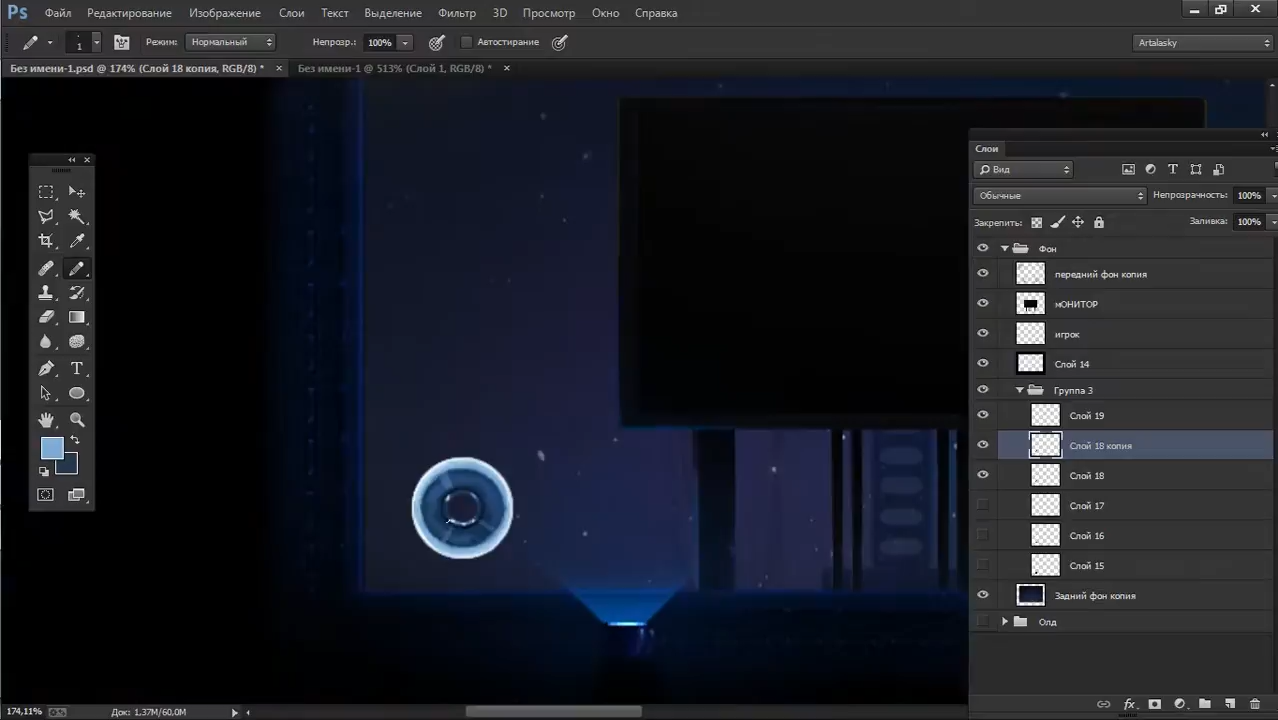 Ps Файл Редактирование Изображение Слои Текст Выделение Фильтр 3D Просмотр Окно Справка
1 Режим: Нормальный Непрозр.: 100% Автостирание Artalasky
Без имени-1.psd @ 174% (Слой 18 копия, RGB/8) * × Без имени-1 @ 513% (Слой 1, RGB/8) * ×
Слои
Вид
Обычные Непрозрачность: 100%
Закрепить: Заливка: 100%
Фон
передний фон копия
мОНИТОР
игрок
Слой 14
Группа 3
Слой 19
Слой 18 копия
Слой 18
Слой 17
Слой 16
Слой 15
Задний фон копия
Олд
174,11% Док: 1,37M/60,0M